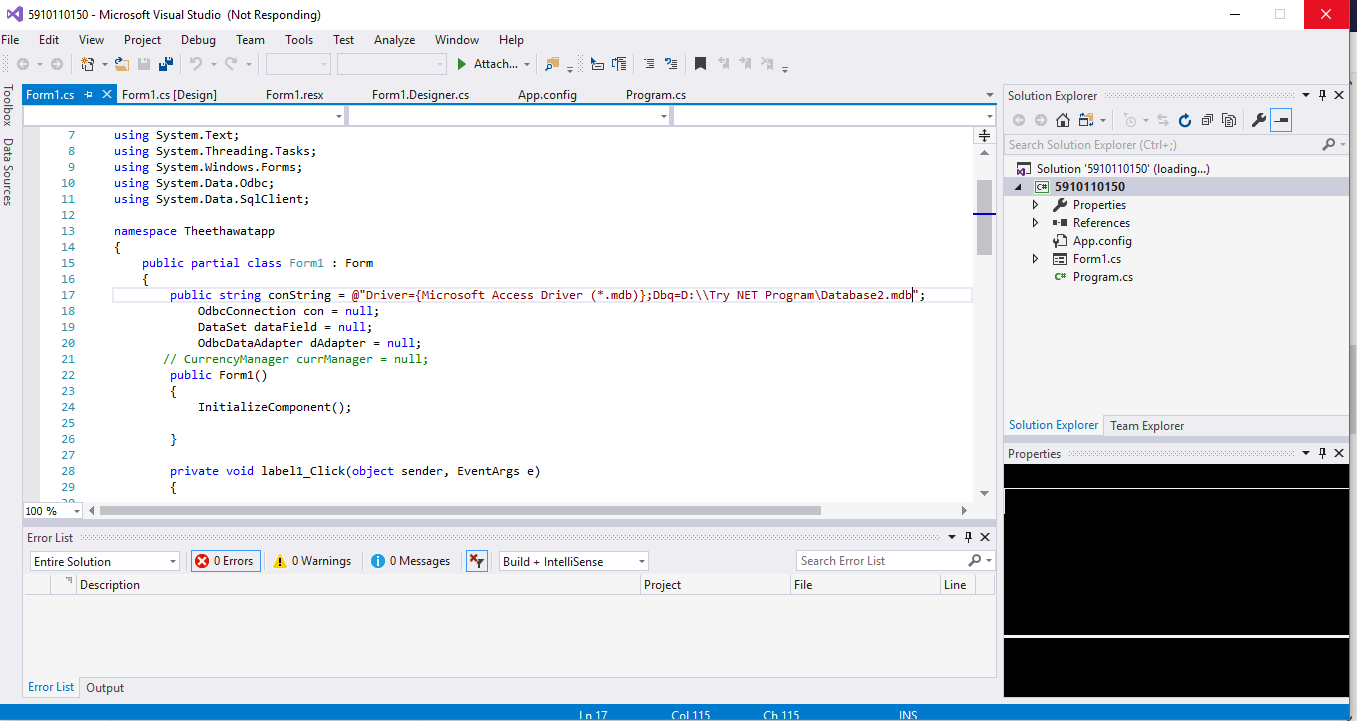 5910110150 - Microsoft Visual Studio (Not Responding)
File Edit View Project Debug Team Tools Test Analyze Window Help
Attach...
Toolbox
Data Sources
Form1.cs Form1.cs [Design] Form1.resx Form1.Designer.cs App.config Program.cs
7 using System.Text;
8 using System.Threading.Tasks;
9 using System.Windows.Forms;
10 using System.Data.Odbc;
11 using System.Data.SqlClient;
12
13 namespace Theethawatapp
14 {
15 public partial class Form1 : Form
16 {
17 public string conString = @"Driver={Microsoft Access Driver (*.mdb)};Dbq=D:\\Try NET Program\Database2.mdb";
18 OdbcConnection con = null;
19 DataSet dataField = null;
20 OdbcDataAdapter dAdapter = null;
21 // CurrencyManager currManager = null;
22 public Form1()
23 {
24 InitializeComponent();
25
26 }
27
28 private void label1_Click(object sender, EventArgs e)
29 {
100 %
Solution Explorer
Search Solution Explorer (Ctrl+;)
Solution '5910110150' (loading...)
C# 5910110150
Properties
References
App.config
Form1.cs
C# Program.cs
Solution Explorer Team Explorer
Properties
Error List
Entire Solution 0 Errors 0 Warnings 0 Messages Build + IntelliSense Search Error List
Description Project File Line
Error List Output
Ln 17 Col 115 Ch 115 INS